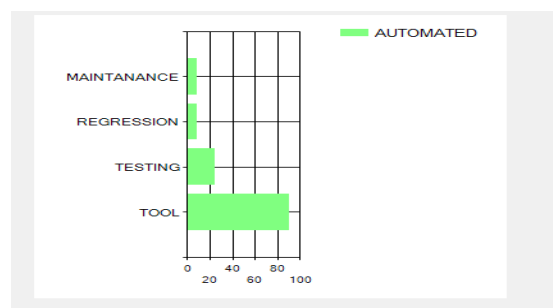 AUTOMATED
MAINTANANCE
REGRESSION
TESTING
TOOL
0 40 80
20 60 100